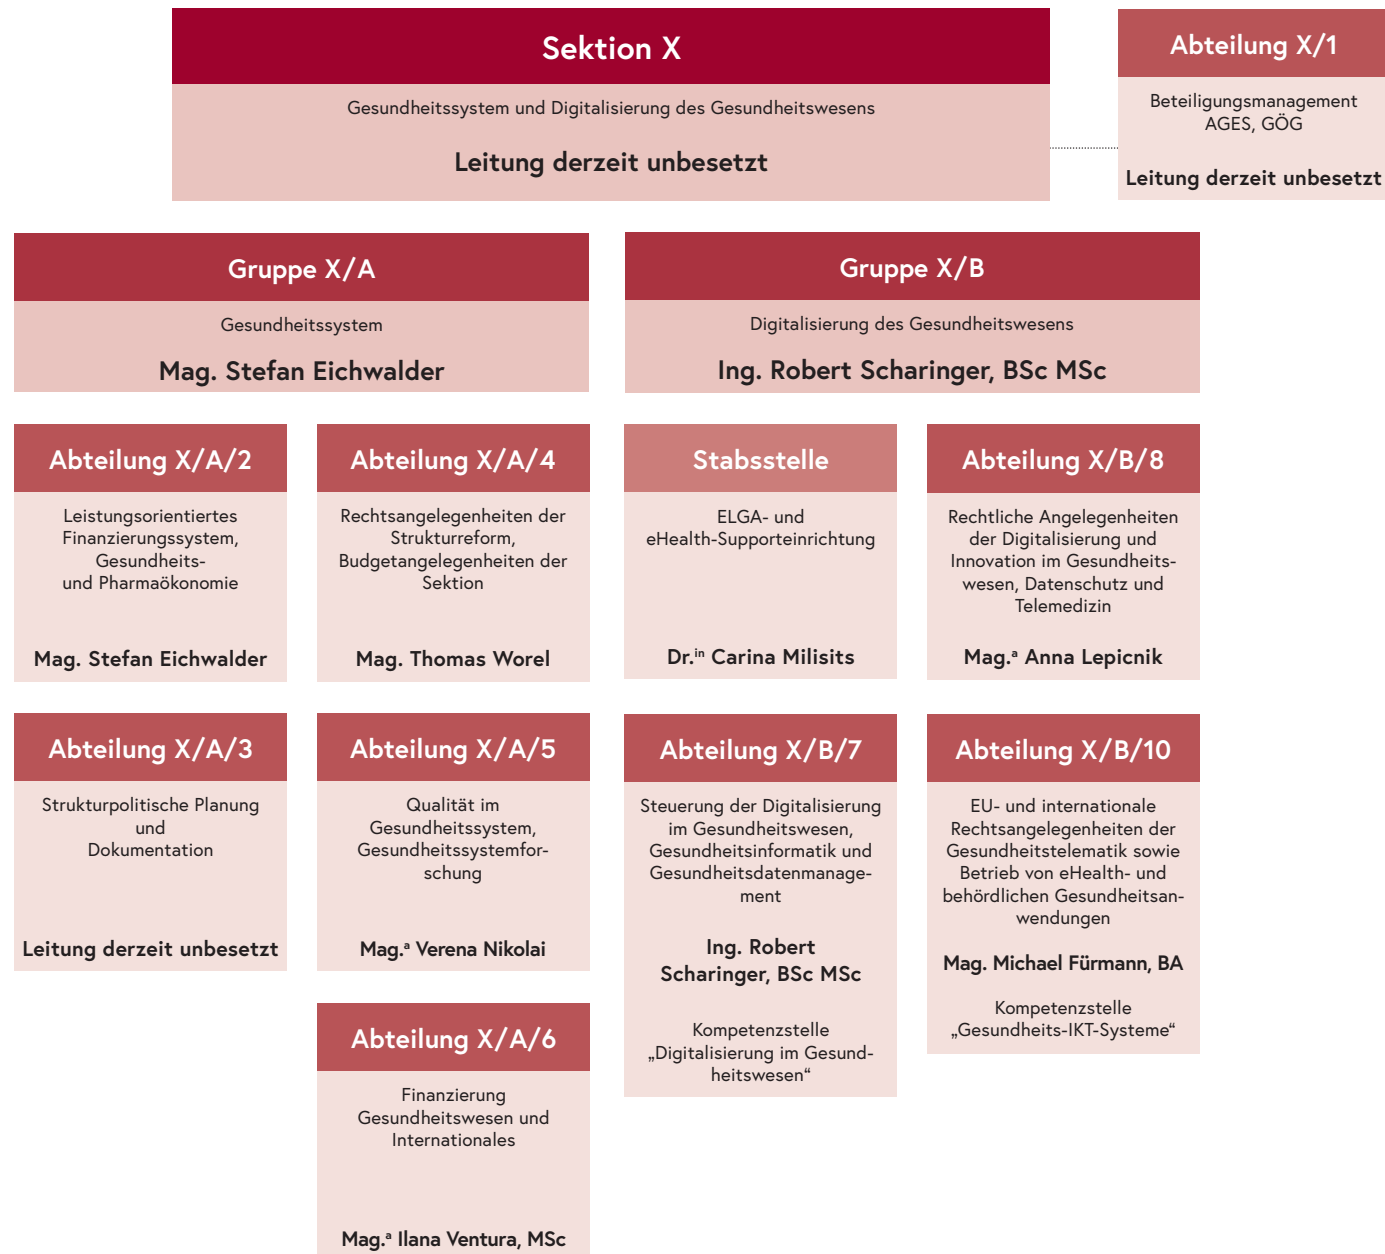 Sektion X
Gesundheitssystem und Digitalisierung des Gesundheitswesens
Leitung derzeit unbesetzt
Abteilung X/1
Beteiligungsmanagement
AGES, GÖG
Leitung derzeit unbesetzt
Gruppe X/A
Gesundheitssystem
Mag. Stefan Eichwalder
Gruppe X/B
Digitalisierung des Gesundheitswesens
Ing. Robert Scharinger, BSc MSc
Abteilung X/A/2
Leistungsorientiertes
Finanzierungssystem,
Gesundheits-
und Pharmaökonomie
Mag. Stefan Eichwalder
Abteilung X/A/4
Rechtsangelegenheiten der
Strukturreform,
Budgetangelegenheiten der
Sektion
Mag. Thomas Worel
Stabsstelle
ELGA- und
eHealth-Supporteinrichtung
Dr.ⁱⁿ Carina Milisits
Abteilung X/B/8
Rechtliche Angelegenheiten
der Digitalisierung und
Innovation im Gesundheits-
wesen, Datenschutz und
Telemedizin
Mag.ᵃ Anna Lepicnik
Abteilung X/A/3
Strukturpolitische Planung
und
Dokumentation
Leitung derzeit unbesetzt
Abteilung X/A/5
Qualität im
Gesundheitssystem,
Gesundheitssystemfor-
schung
Mag.ᵃ Verena Nikolai
Abteilung X/B/7
Steuerung der Digitalisierung
im Gesundheitswesen,
Gesundheitsinformatik und
Gesundheitsdatenmanage-
ment
Ing. Robert
Scharinger, BSc MSc
Kompetenzstelle
„Digitalisierung im Gesund-
heitswesen“
Abteilung X/B/10
EU- und internationale
Rechtsangelegenheiten der
Gesundheitstelematik sowie
Betrieb von eHealth- und
behördlichen Gesundheitsan-
wendungen
Mag. Michael Fürmann, BA
Kompetenzstelle
„Gesundheits-IKT-Systeme“
Abteilung X/A/6
Finanzierung
Gesundheitswesen und
Internationales
Mag.ᵃ Ilana Ventura, MSc